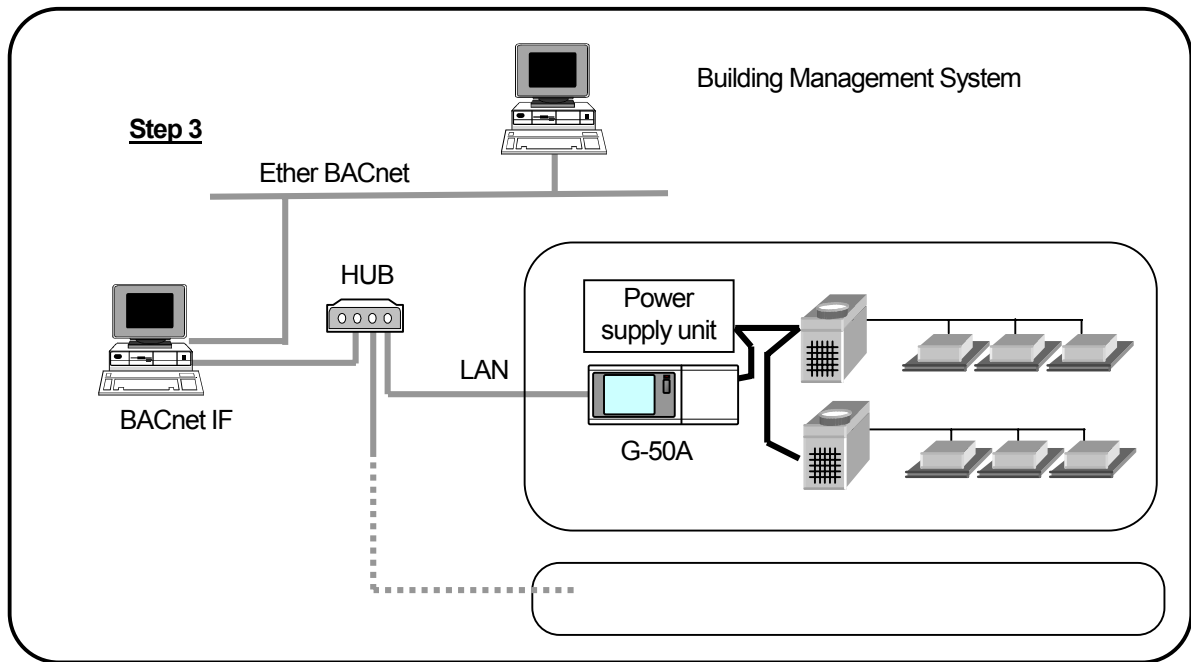 Building Management System
Step 3
Ether BACnet
HUB
Power
supply unit
LAN
BACnet IF
G-50A